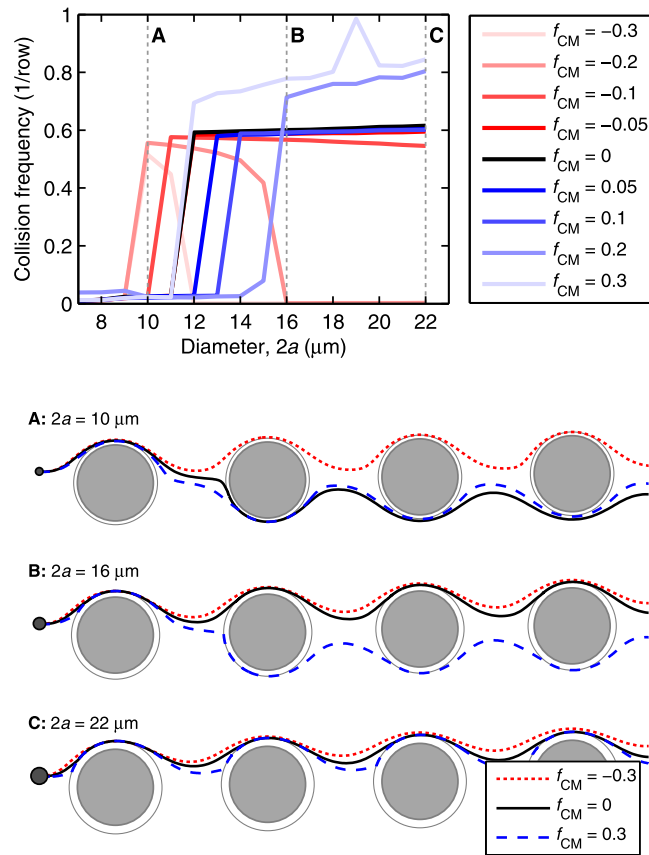 A
B
C
Collision frequency (1/row)
1
0.8
0.6
0.4
0.2
0
8
10
12
14
16
18
20
22
Diameter, 2a (μm)
f_CM = −0.3
f_CM = −0.2
f_CM = −0.1
f_CM = −0.05
f_CM = 0
f_CM = 0.05
f_CM = 0.1
f_CM = 0.2
f_CM = 0.3
A: 2a = 10 μm
B: 2a = 16 μm
C: 2a = 22 μm
f_CM = −0.3
f_CM = 0
f_CM = 0.3